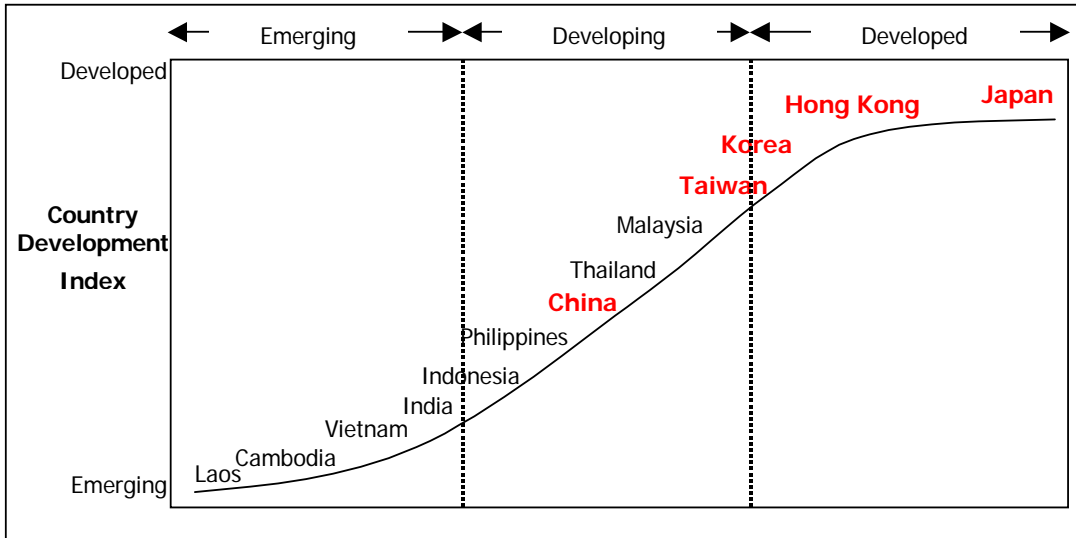 Emerging
Developing
Developed
Developed
Hong Kong
Japan
Korea
Taiwan
Country
Development
Index
Malaysia
Thailand
China
Philippines
Indonesia
India
Vietnam
Cambodia
Laos
Emerging